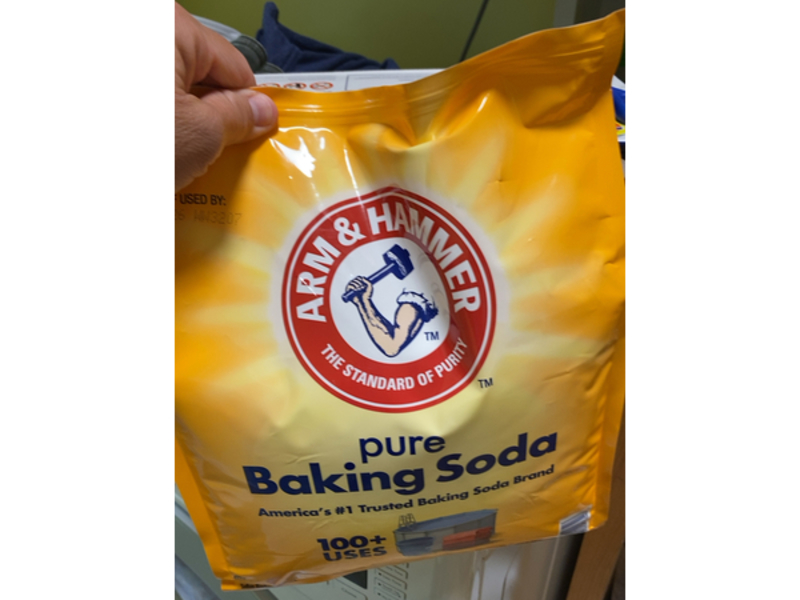 USED BY:
ARM & HAMMER
TM
THE STANDARD OF PURITY
TM
pure
Baking Soda
America's #1 Trusted Baking Soda Brand
100+
USES